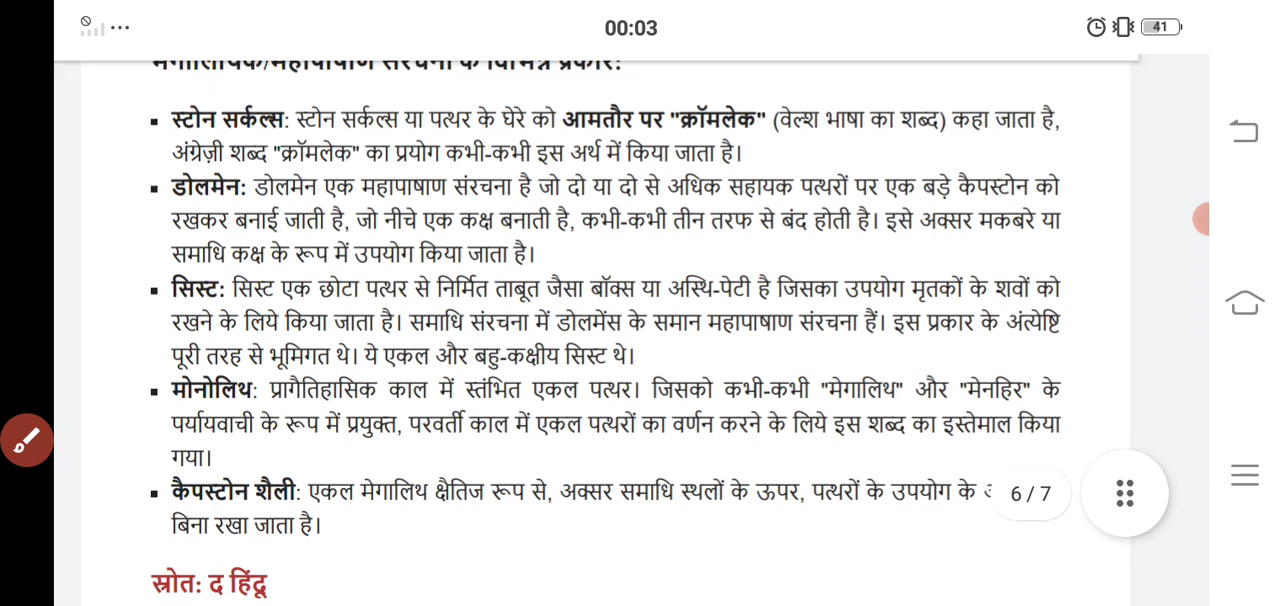 00:03
41
मेगालिथिक/महापाषाण संरचना के विभिन्न प्रकार:
▪ स्टोन सर्कल्स: स्टोन सर्कल्स या पत्थर के घेरे को आमतौर पर "क्रॉमलेक" (वेल्श भाषा का शब्द) कहा जाता है,
अंग्रेज़ी शब्द "क्रॉमलेक" का प्रयोग कभी-कभी इस अर्थ में किया जाता है।
▪ डोलमेन: डोलमेन एक महापाषाण संरचना है जो दो या दो से अधिक सहायक पत्थरों पर एक बड़े कैपस्टोन को
रखकर बनाई जाती है, जो नीचे एक कक्ष बनाती है, कभी-कभी तीन तरफ से बंद होती है। इसे अक्सर मकबरे या
समाधि कक्ष के रूप में उपयोग किया जाता है।
▪ सिस्ट: सिस्ट एक छोटा पत्थर से निर्मित ताबूत जैसा बॉक्स या अस्थि-पेटी है जिसका उपयोग मृतकों के शवों को
रखने के लिये किया जाता है। समाधि संरचना में डोलमेंस के समान महापाषाण संरचना हैं। इस प्रकार के अंत्येष्टि
पूरी तरह से भूमिगत थे। ये एकल और बहु-कक्षीय सिस्ट थे।
▪ मोनोलिथ: प्रागैतिहासिक काल में स्तंभित एकल पत्थर। जिसको कभी-कभी "मेगालिथ" और "मेनहिर" के
पर्यायवाची के रूप में प्रयुक्त, परवर्ती काल में एकल पत्थरों का वर्णन करने के लिये इस शब्द का इस्तेमाल किया
गया।
▪ कैपस्टोन शैली: एकल मेगालिथ क्षैतिज रूप से, अक्सर समाधि स्थलों के ऊपर, पत्थरों के उपयोग के
6 / 7
बिना रखा जाता है।
स्रोत: द हिंदू